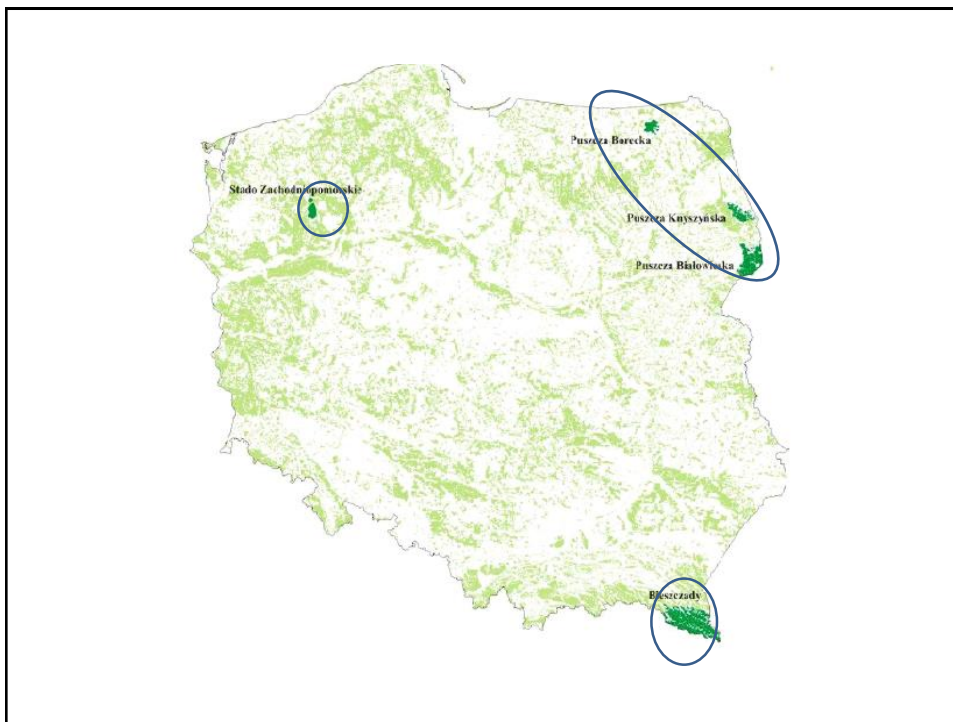 Puszcza Borecka
Stado Zachodniopomorskie
Puszcza Knyszyńska
Puszcza Białowieska
Bieszczady